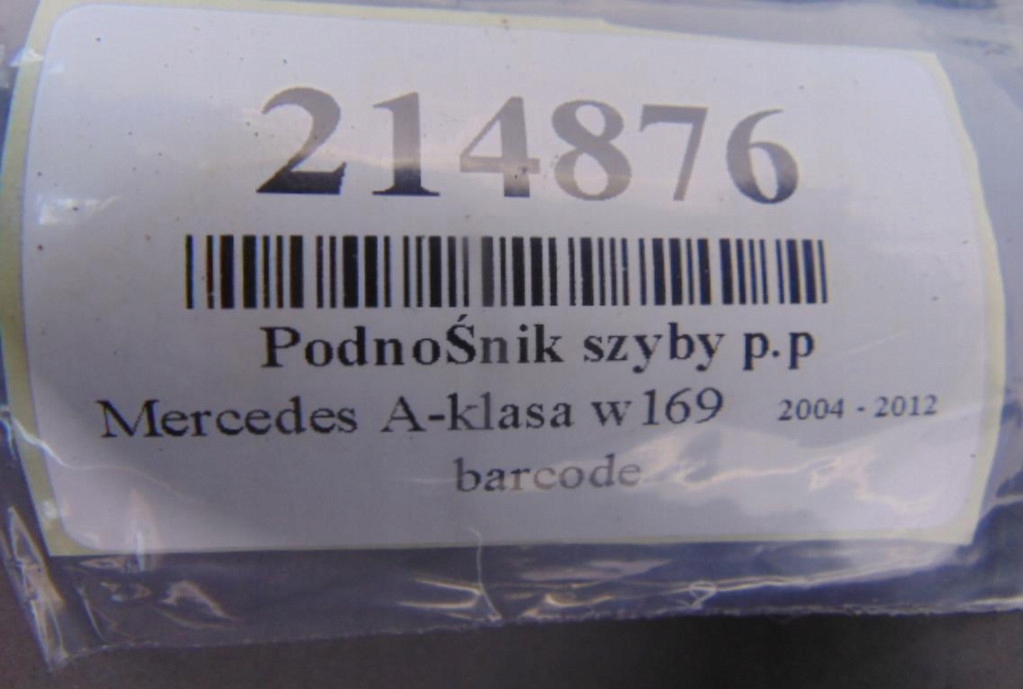 214876
PodnoŚnik szyby p.p
Mercedes A-klasa w169 2004 - 2012
barcode